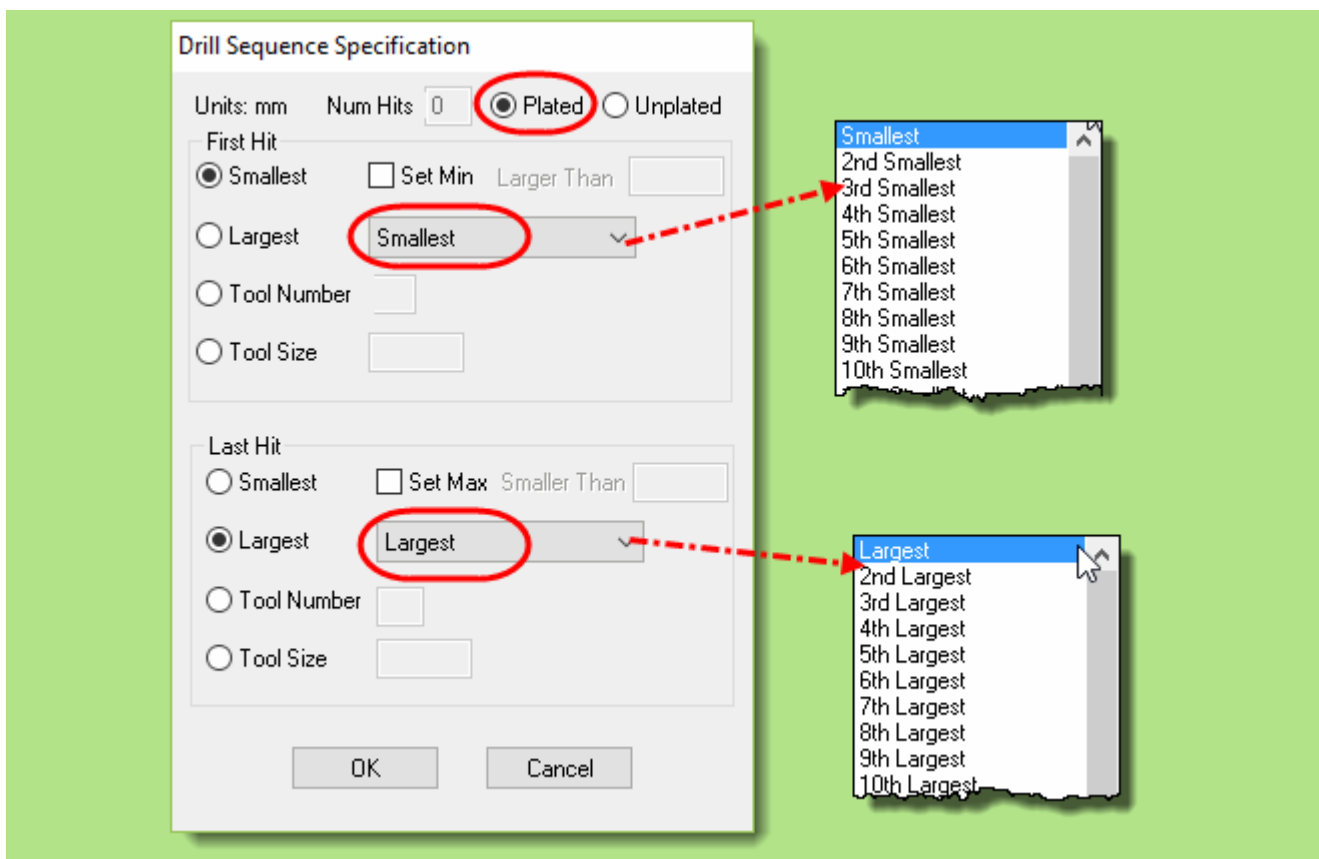 Drill Sequence Specification
Units: mm Num Hits 0 Plated Unplated
First Hit
Smallest Set Min Larger Than
Largest Smallest
Tool Number
Tool Size
Last Hit
Smallest Set Max Smaller Than
Largest Largest
Tool Number
Tool Size
OK Cancel
Smallest
2nd Smallest
3rd Smallest
4th Smallest
5th Smallest
6th Smallest
7th Smallest
8th Smallest
9th Smallest
10th Smallest
Largest
2nd Largest
3rd Largest
4th Largest
5th Largest
6th Largest
7th Largest
8th Largest
9th Largest
10th Largest